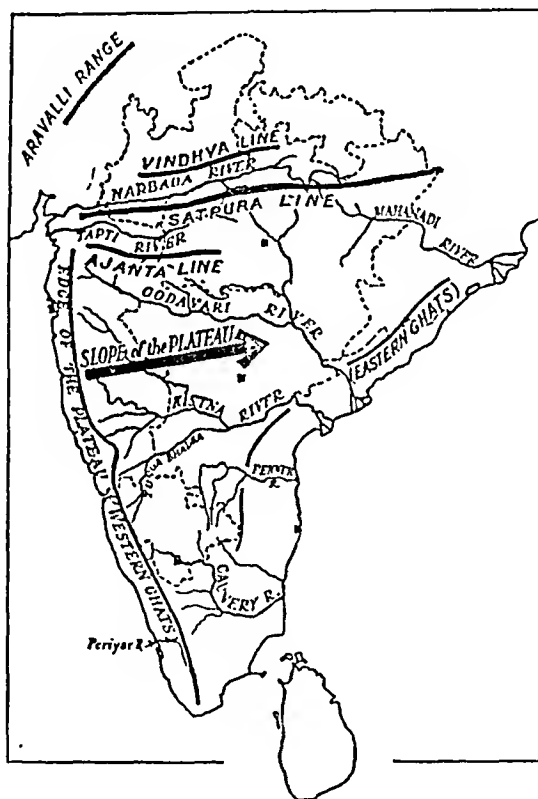 ARAVALLI RANGE
VINDHYA LINE
NARBADA RIVER
SATPURA LINE
MAHANADI RIVER
TAPTI RIVER
AJANTA LINE
GODAVARI RIVER
EDGE OF THE PLATEAU (WESTERN GHATS)
SLOPE of the PLATEAU
(EASTERN GHATS)
KISTNA RIVER
PENNER R.
CAUVERY R.
Periyar R.